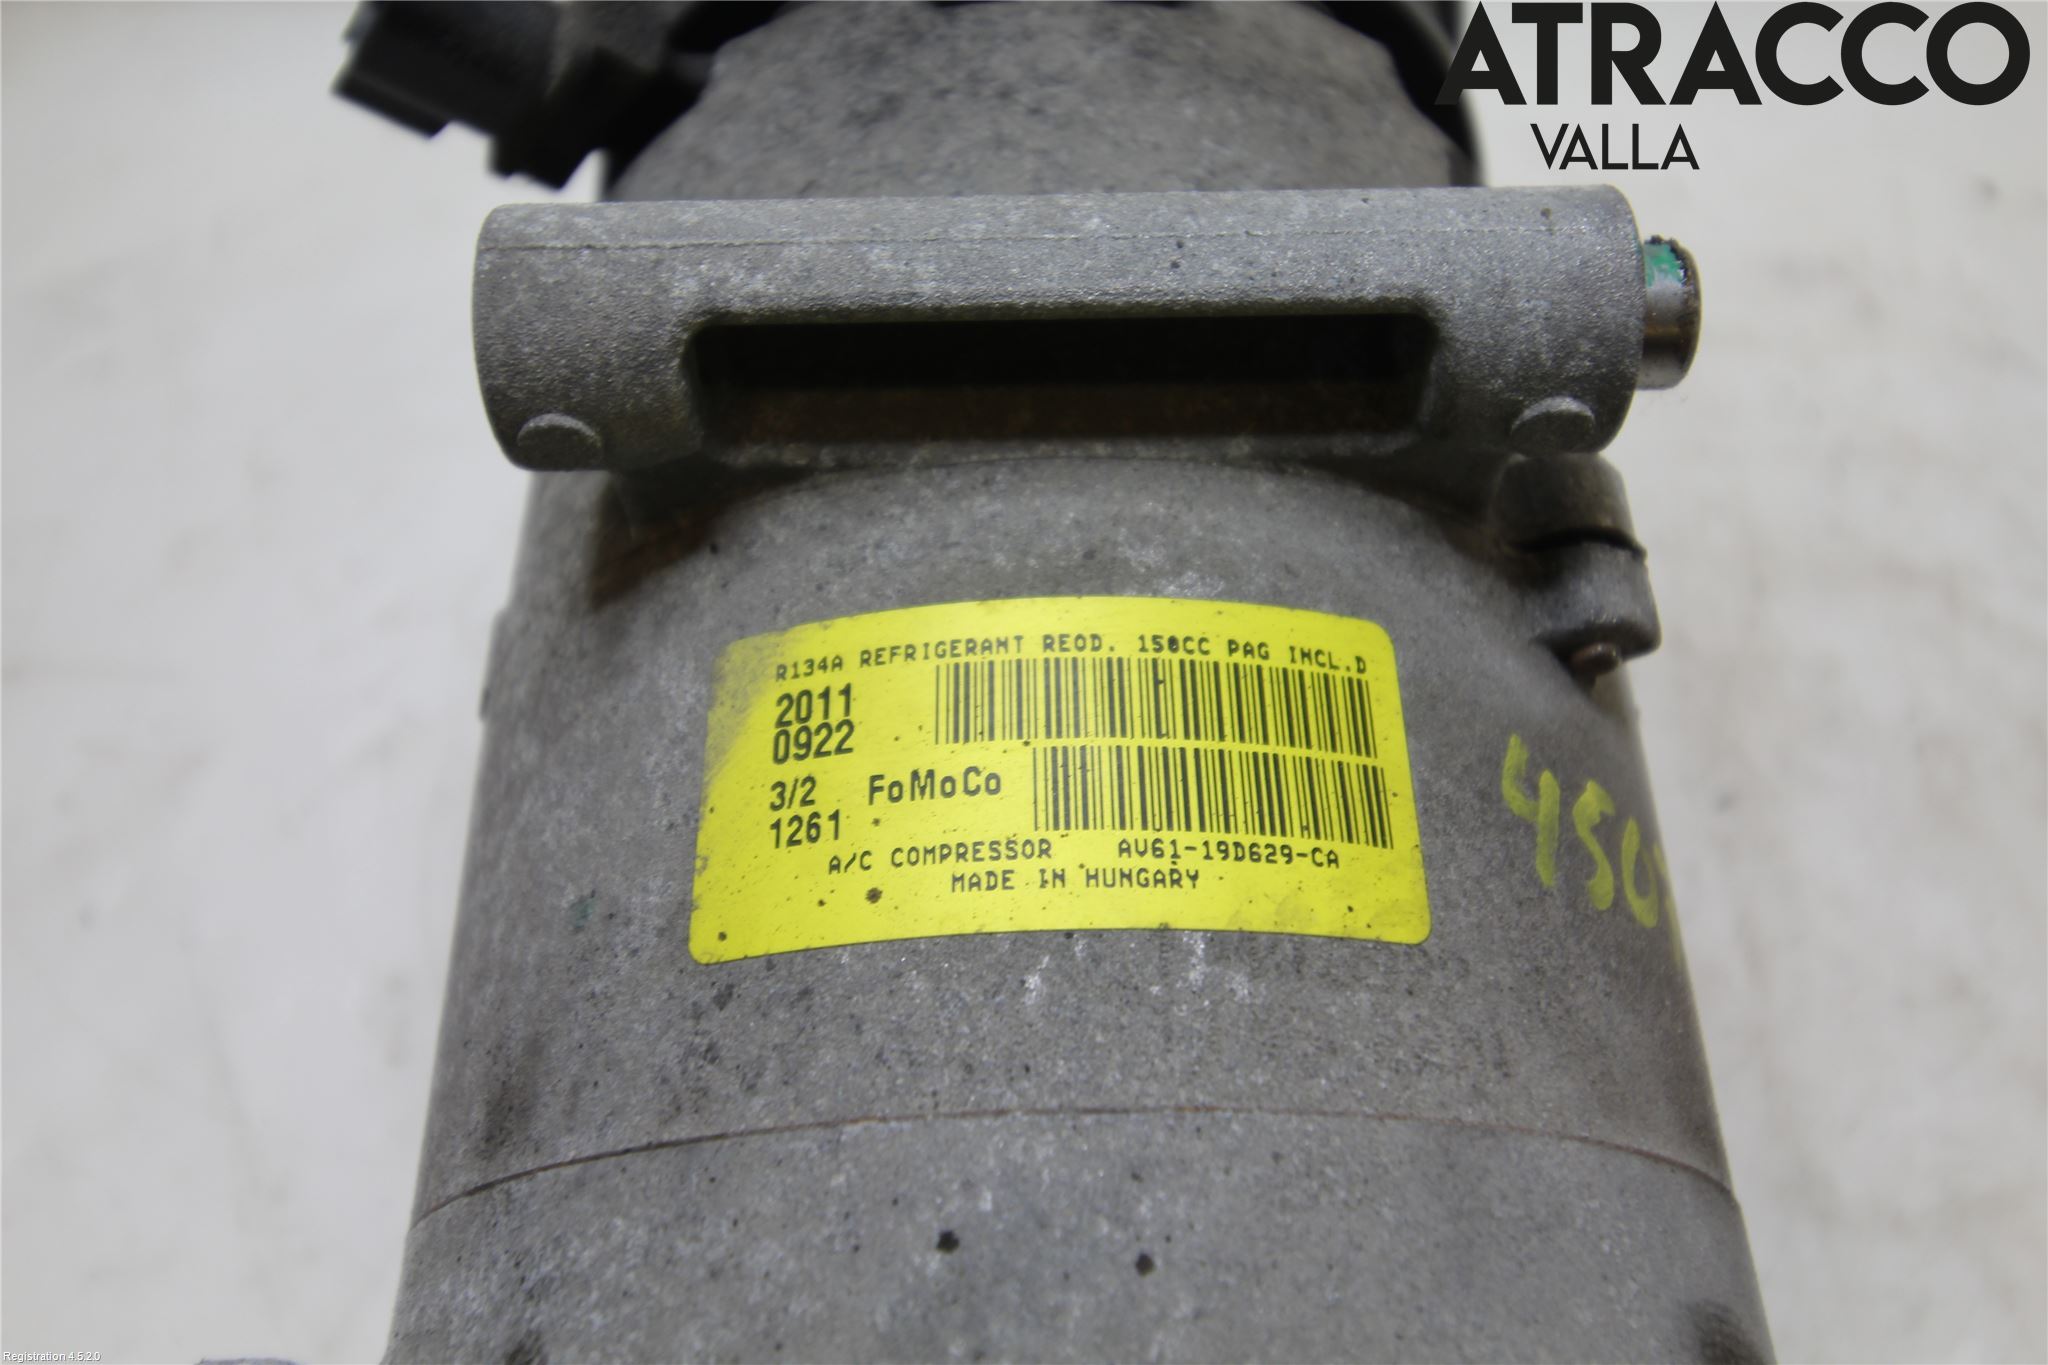 ATRACCO
VALLA
R134A REFRIGERANT REQD. 150CC PAG INCL.D
2011
0922
3/2 FoMoCo
1261
A/C COMPRESSOR AV61-19D629-CA
MADE IN HUNGARY
Registration 4.5.2.0